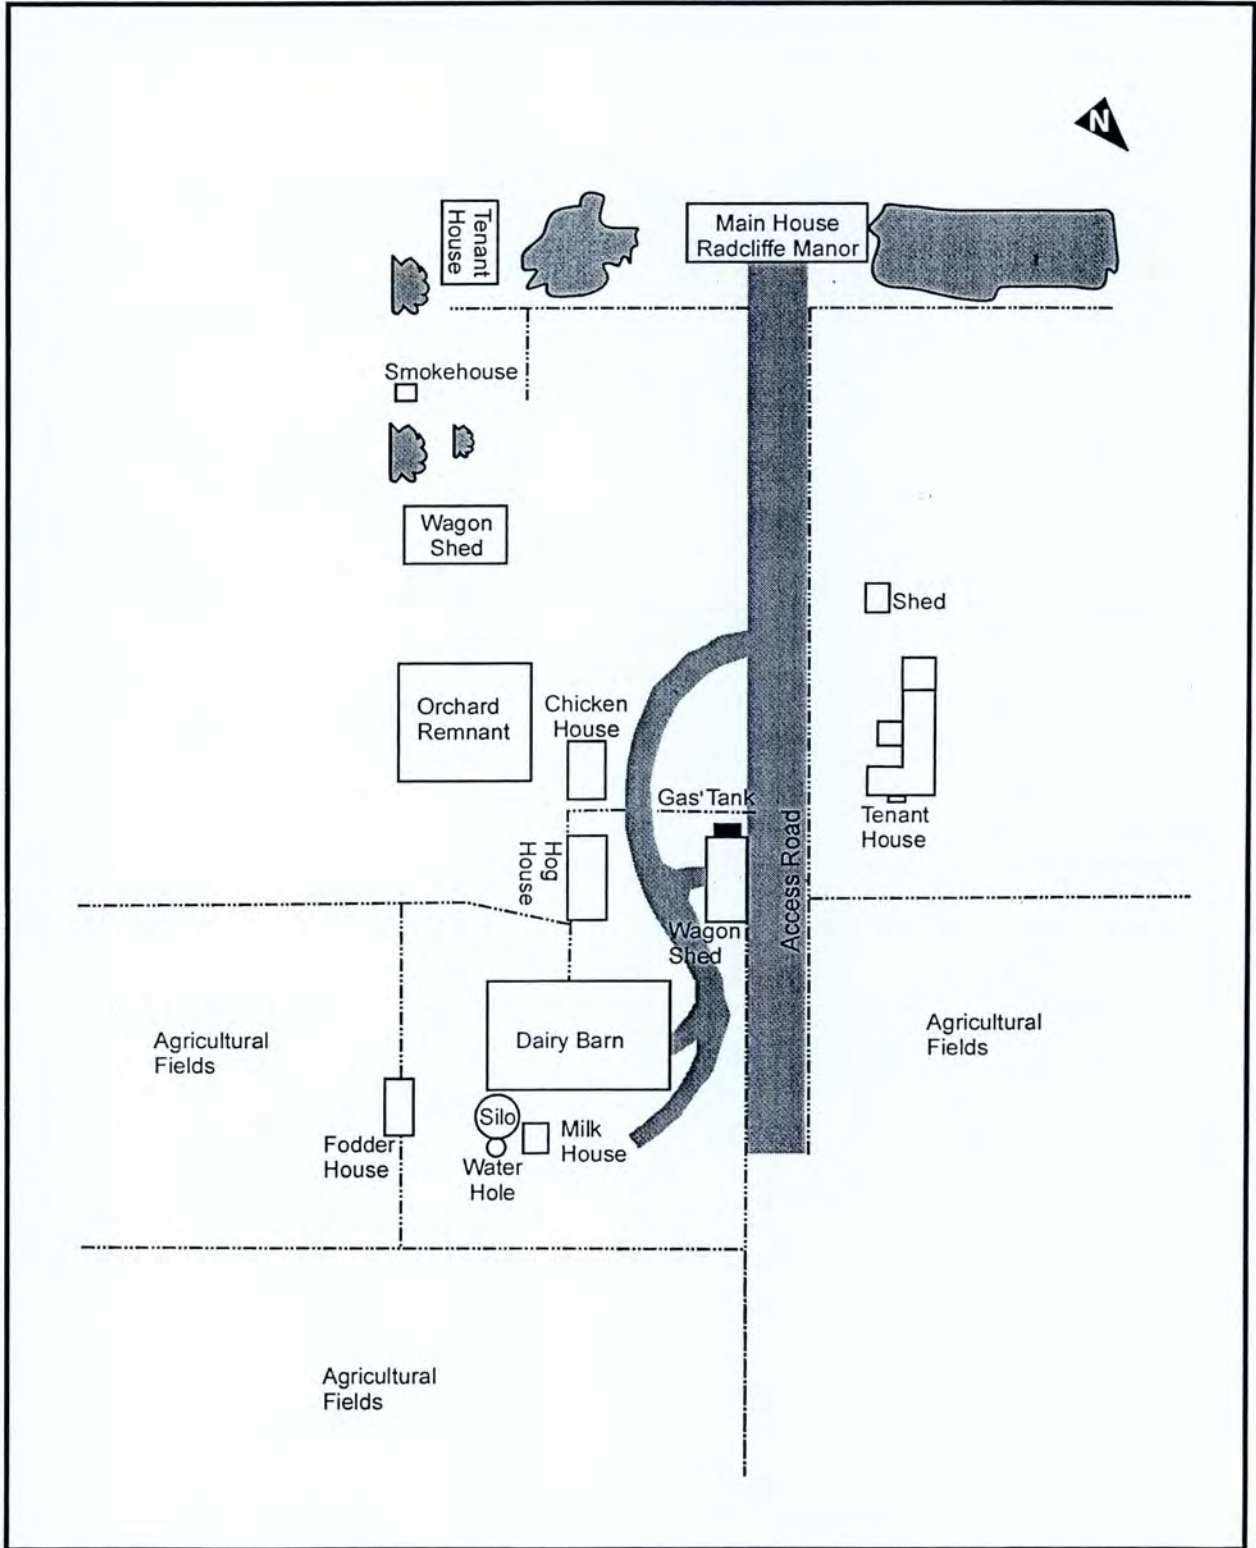 N
Tenant
House
Main House
Radcliffe Manor
Smokehouse
Wagon
Shed
Shed
Orchard
Remnant
Chicken
House
Gas' Tank
Tenant
House
Hog
House
Access Road
Wagon
Shed
Agricultural
Fields
Dairy Barn
Agricultural
Fields
Silo
Milk
House
Fodder
House
Water
Hole
Agricultural
Fields